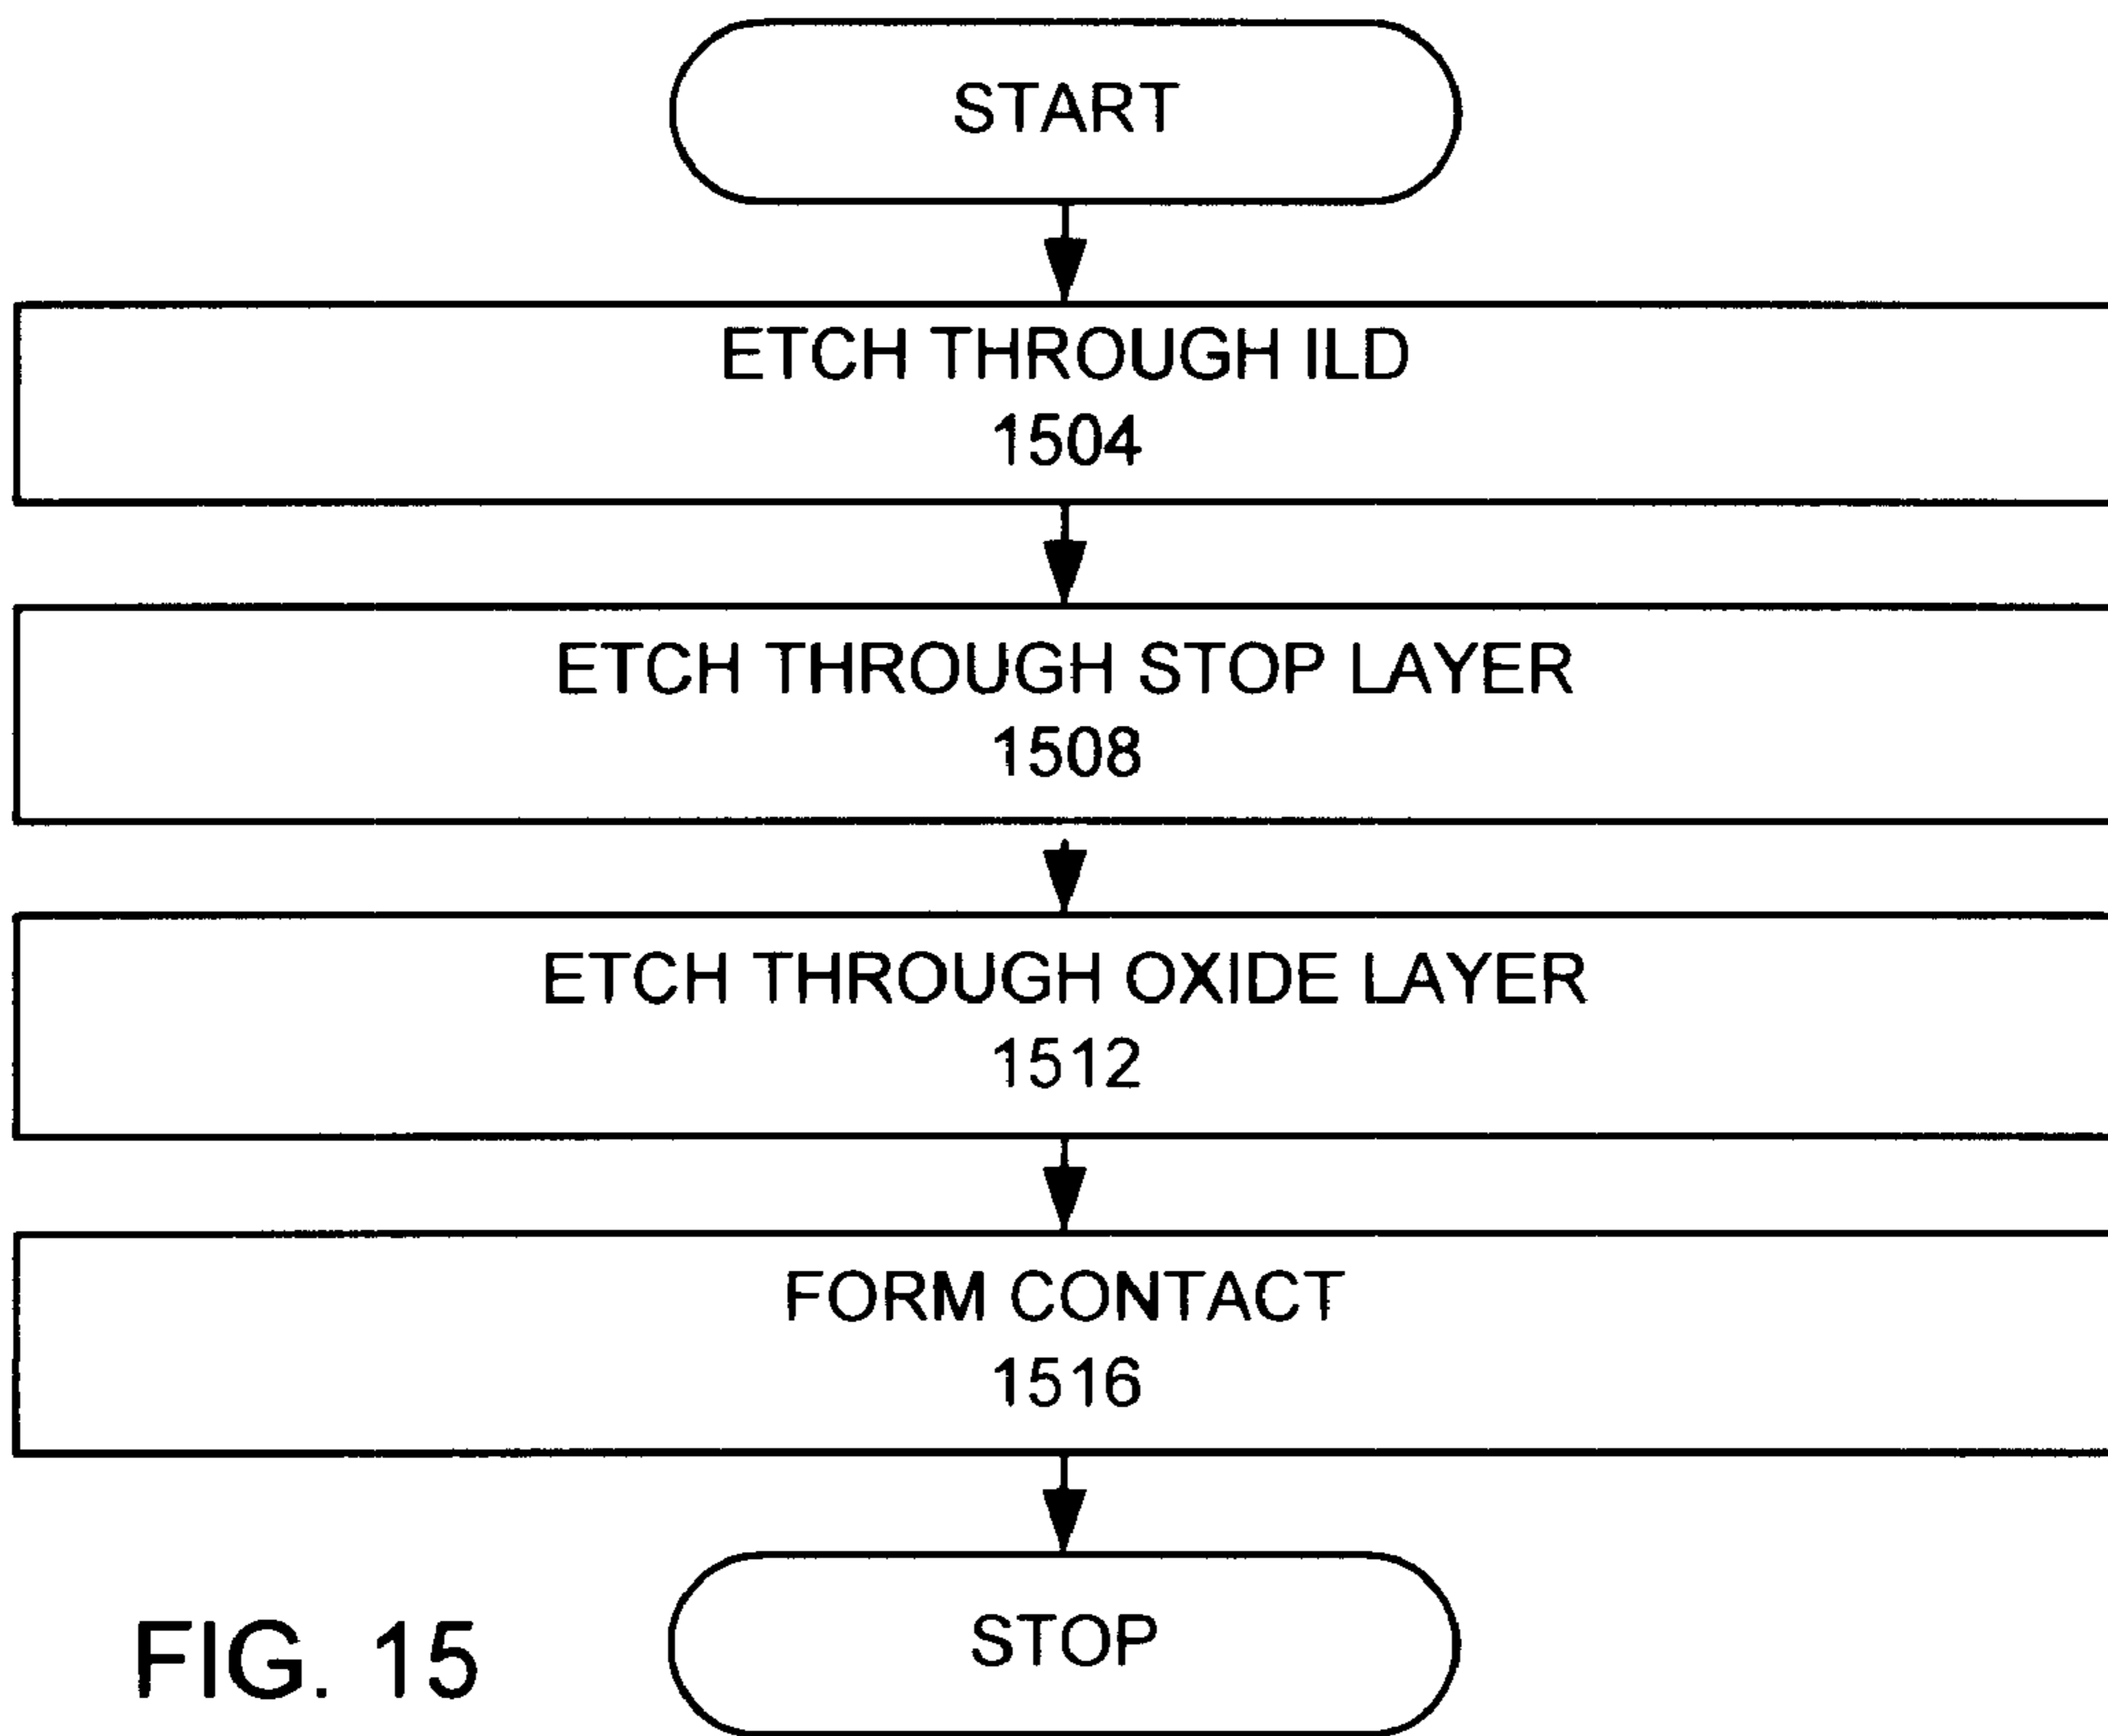 START
ETCH THROUGH ILD
1504
ETCH THROUGH STOP LAYER
1508
ETCH THROUGH OXIDE LAYER
1512
FORM CONTACT
1516
STOP
FIG. 15